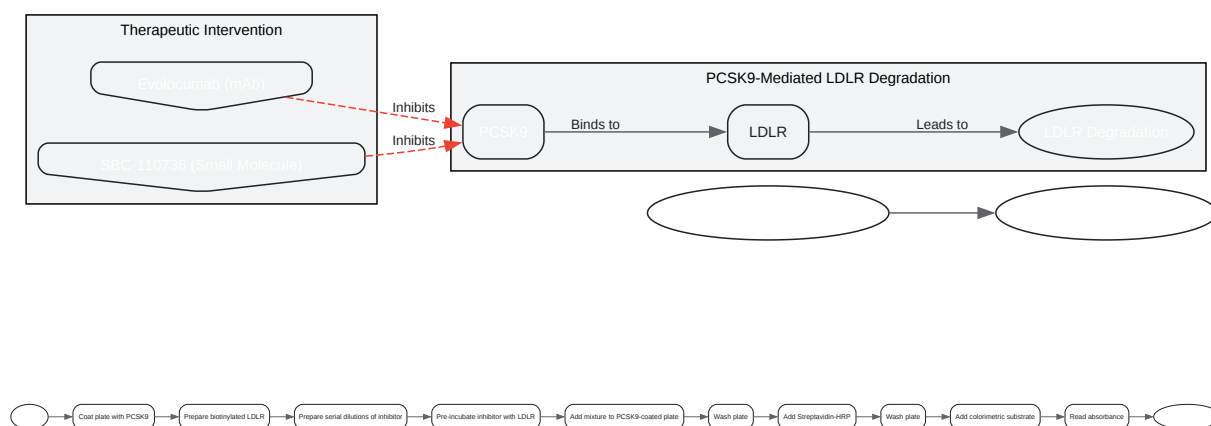 Therapeutic Intervention
Evolocumab (mAb)
SBC-110736 (Small Molecule)
Inhibits
Inhibits
PCSK9-Mediated LDLR Degradation
PCSK9
Binds to
LDLR
Leads to
LDLR Degradation
Coat plate with PCSK9
Prepare biotinylated LDLR
Prepare serial dilutions of inhibitor
Pre-incubate inhibitor with LDLR
Add mixture to PCSK9-coated plate
Wash plate
Add Streptavidin-HRP
Wash plate
Add colorimetric substrate
Read absorbance